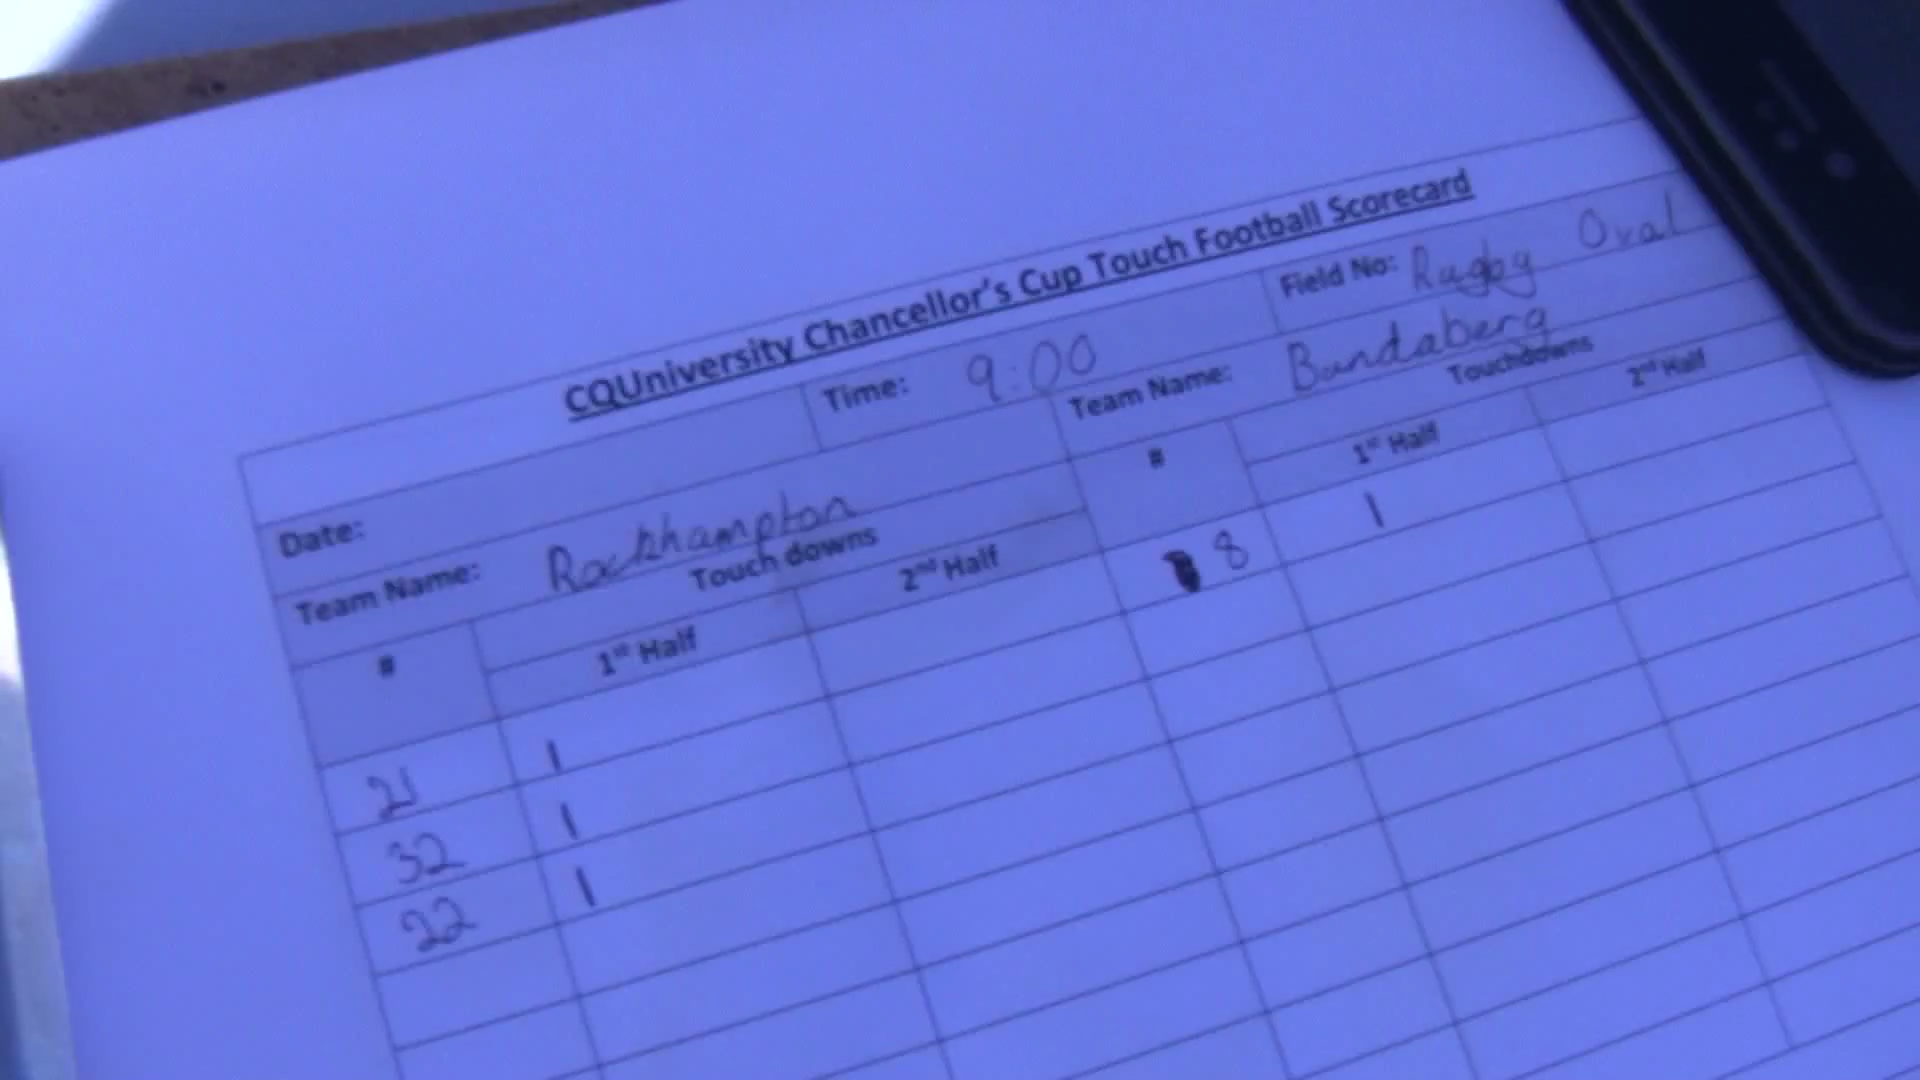 CQUniversity Chancellor's Cup Touch Football Scorecard
Date: Time: 9:00 Field No: Rugby Oval
Team Name: Rockhampton Team Name: Bundaberg
# Touch downs # Touchdowns
1st Half 2nd Half 1st Half 2nd Half
21 1 8 1
32 1
22 1